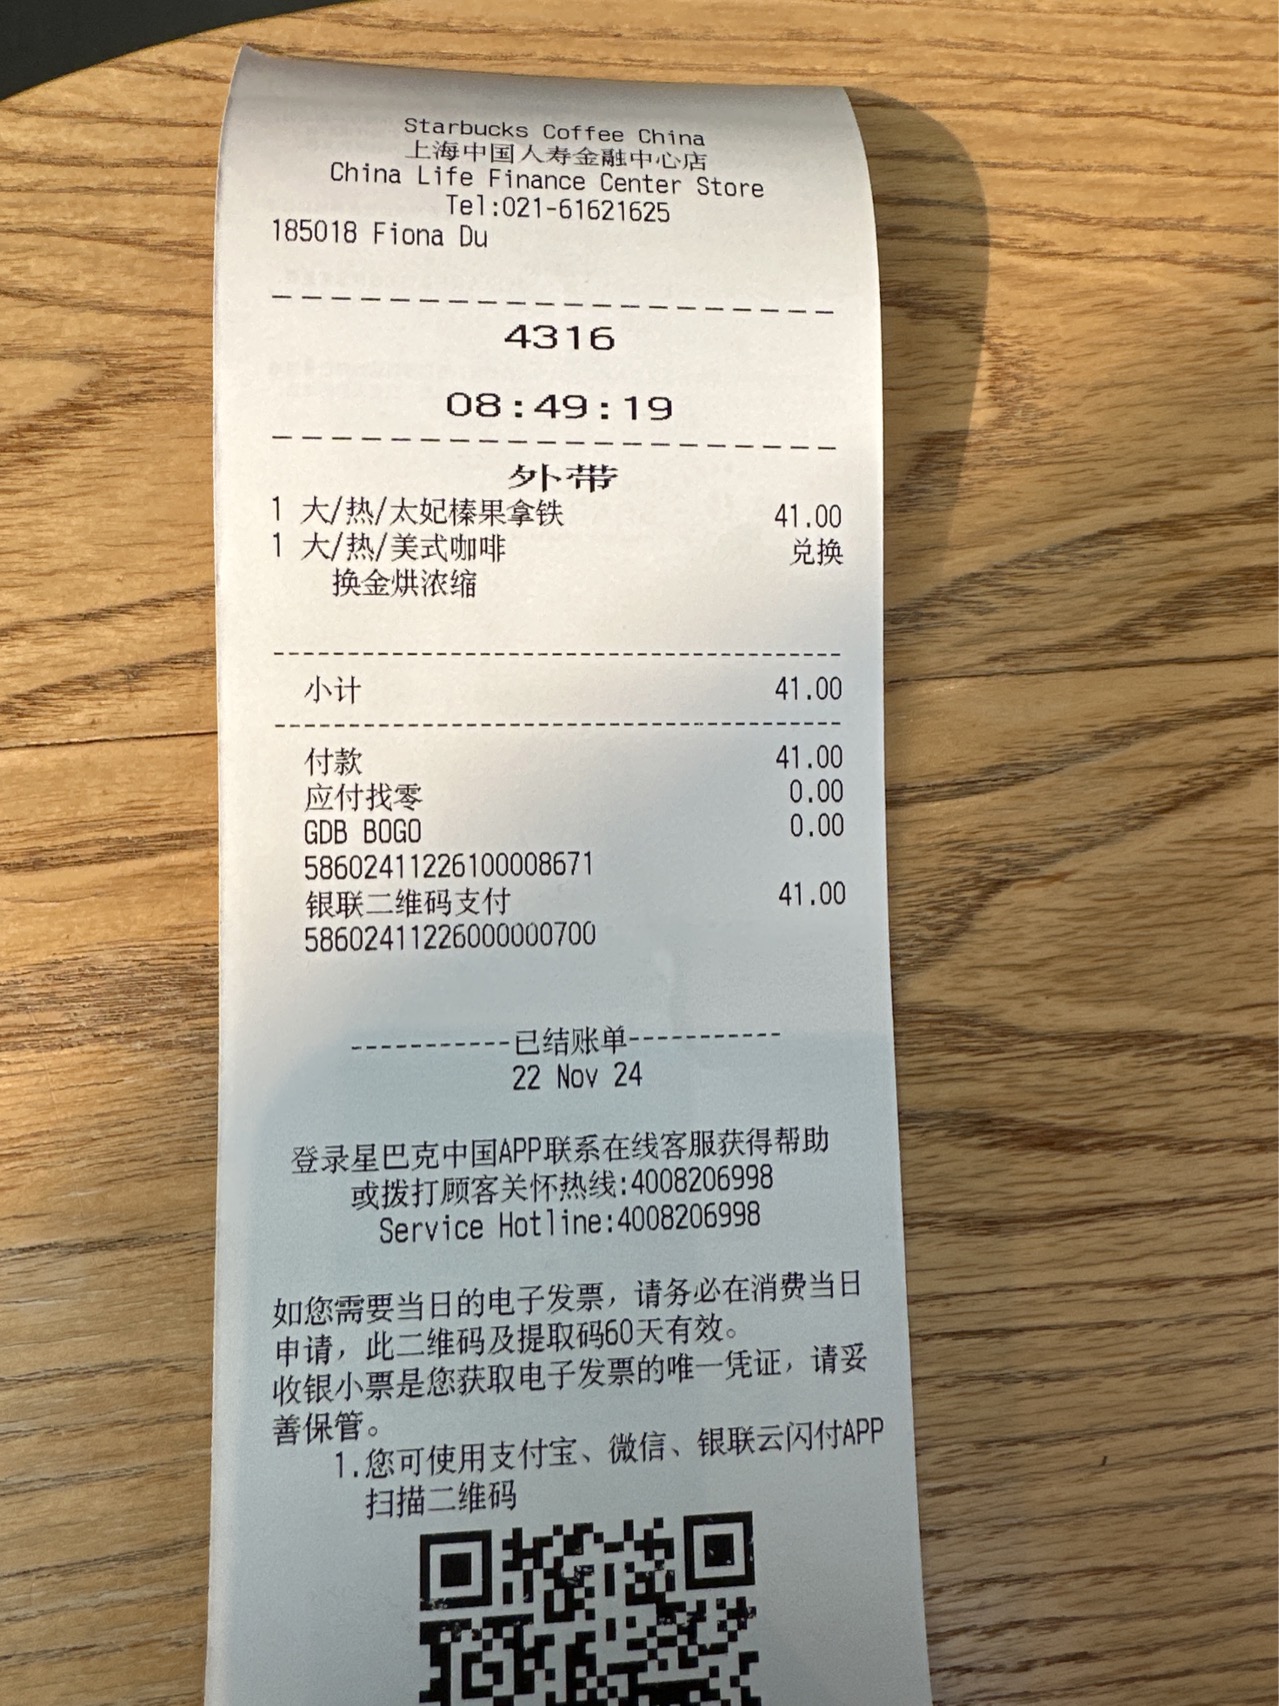 Starbucks Coffee China
上海中国人寿金融中心店
China Life Finance Center Store
Tel:021-61621625
185018 Fiona Du
4316
08:49:19
外带
1 大/热/太妃榛果拿铁 41.00
1 大/热/美式咖啡 兑换
换金烘浓缩
小计 41.00
付款 41.00
应付找零 0.00
GDB BOGO 0.00
58602411226100008671
银联二维码支付 41.00
58602411226000000700
-----------已结账单-----------
22 Nov 24
登录星巴克中国APP联系在线客服获得帮助
或拨打顾客关怀热线:4008206998
Service Hotline:4008206998
如您需要当日的电子发票，请务必在消费当日
申请，此二维码及提取码60天有效。
收银小票是您获取电子发票的唯一凭证，请妥
善保管。
1.您可使用支付宝、微信、银联云闪付APP
扫描二维码